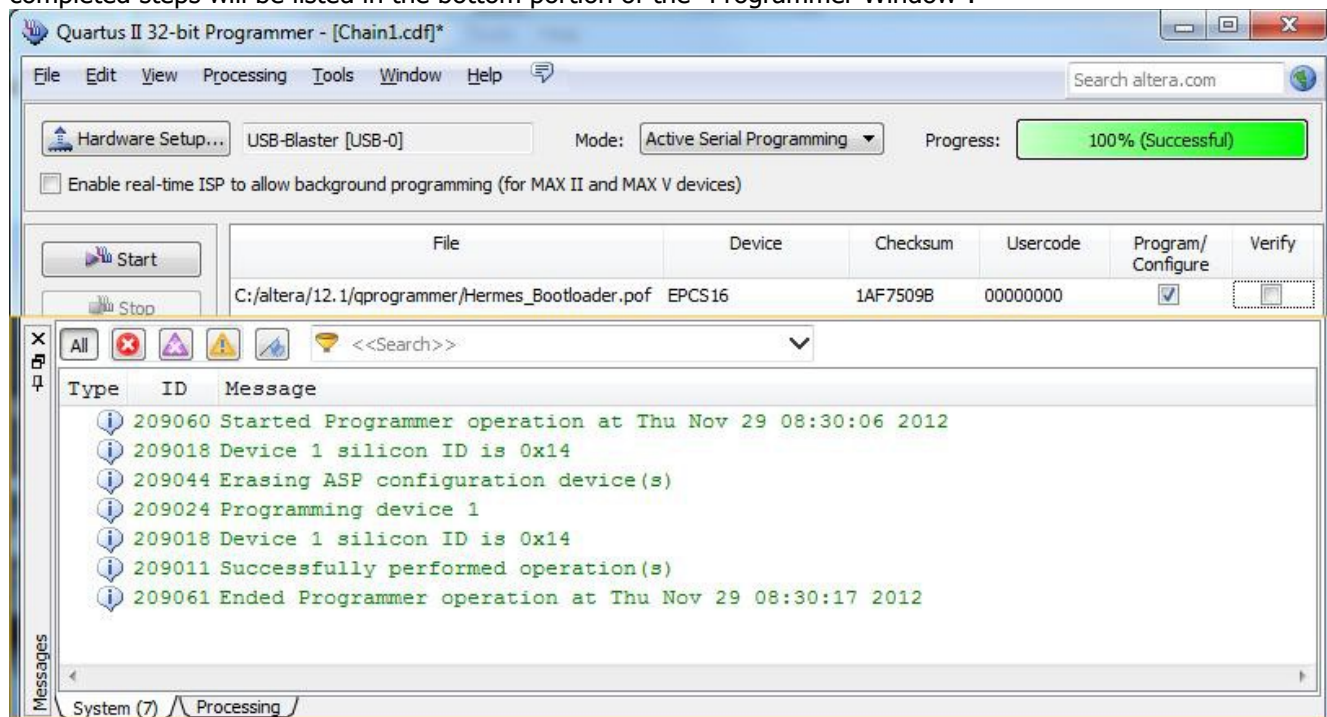 completed steps will be listed in the bottom portion of the "Programmer Window".
Quartus II 32-bit Programmer - [Chain1.cdf]*
File Edit View Processing Tools Window Help Search altera.com
Hardware Setup... USB-Blaster [USB-0] Mode: Active Serial Programming Progress: 100% (Successful)
Enable real-time ISP to allow background programming (for MAX II and MAX V devices)
Start File Device Checksum Usercode Program/ Configure Verify
Stop C:/altera/12.1/qprogrammer/Hermes_Bootloader.pof EPCS16 1AF7509B 00000000
All <<Search>>
Type ID Message
209060 Started Programmer operation at Thu Nov 29 08:30:06 2012
209018 Device 1 silicon ID is 0x14
209044 Erasing ASP configuration device(s)
209024 Programming device 1
209018 Device 1 silicon ID is 0x14
209011 Successfully performed operation(s)
209061 Ended Programmer operation at Thu Nov 29 08:30:17 2012
Messages
System (7) Processing